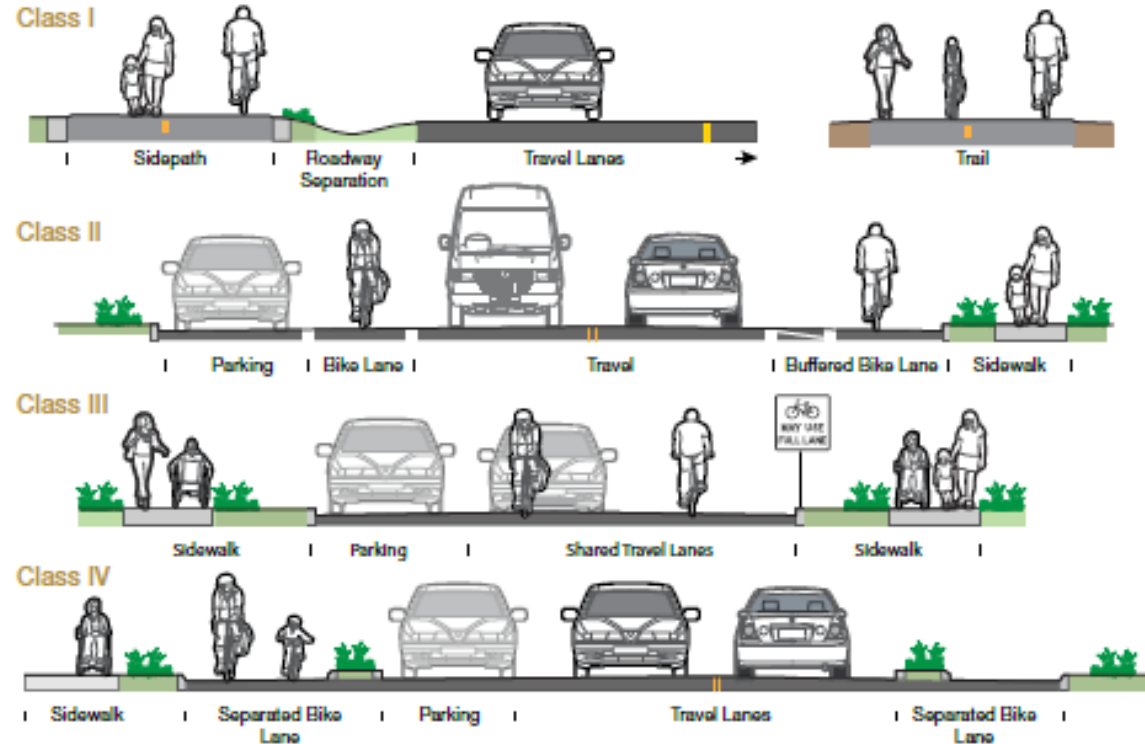 Class I
Sidepath
Roadway
Separation
Travel Lanes
Trail
Class II
Parking
Bike Lane
Travel
Buffered Bike Lane
Sidewalk
Class III
MAY USE
FULL LANE
Sidewalk
Parking
Shared Travel Lanes
Sidewalk
Class IV
Sidewalk
Separated Bike
Lane
Parking
Travel Lanes
Separated Bike
Lane